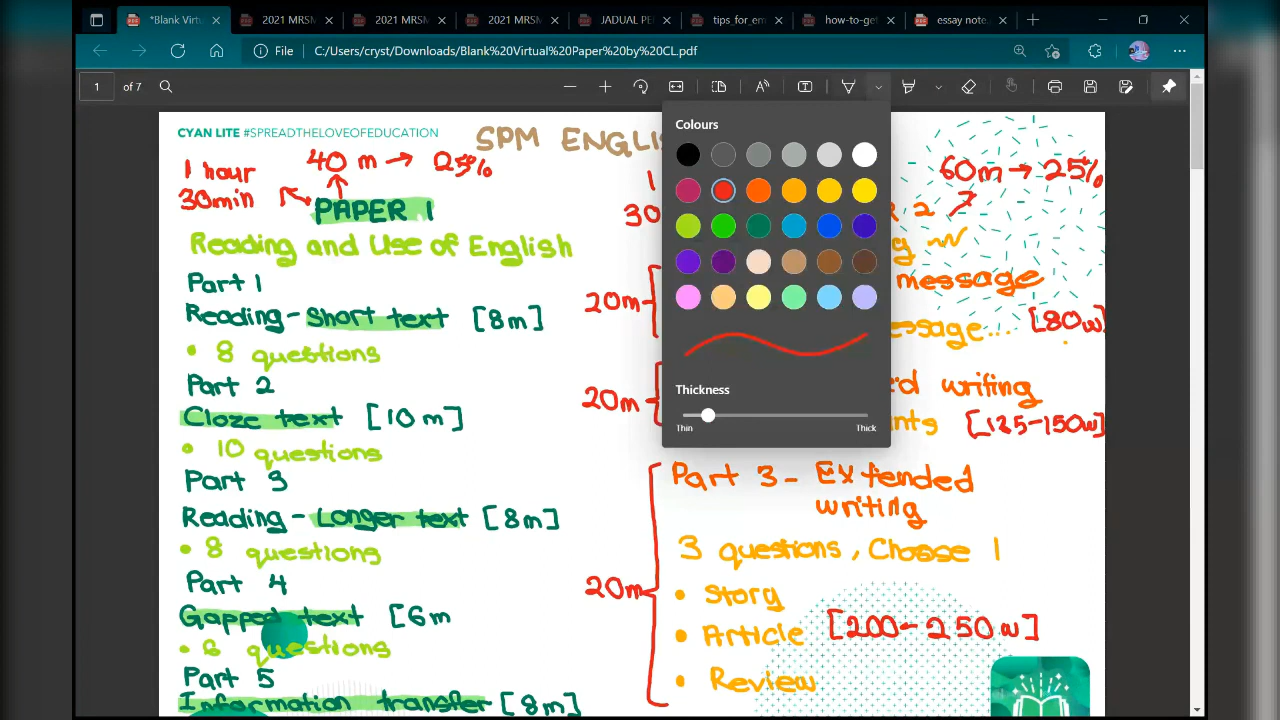 *Blank Virtu
2021 MRSM
2021 MRSM
2021 MRSM
JADUAL PE
tips_for_em
how-to-get
essay note.
File
C:/Users/cryst/Downloads/Blank%20Virtual%20Paper%20by%20CL.pdf
1 of 7
CYAN LITE #SPREADTHELOVEOFEDUCATION
SPM ENGLI
1 hour
30min
40 m → 25%
PAPER 1
Reading and Use of English
Part 1
Reading - Short text [8m]
• 8 questions
Part 2
Cloze text [10 m]
• 10 questions
Part 3
Reading - Longer text [8m]
• 8 questions
Part 4
Gapped text [6m
• 6 questions
Part 5
Information transfer [8m]
Colours
Thickness
Thin
Thick
1
30
60m → 25%
2
20m
message
[80w]
20m
writing
[125-150w]
20m
Part 3 - Extended
writing
3 questions, Choose 1
• Story
• Article
[200-250w]
• Review